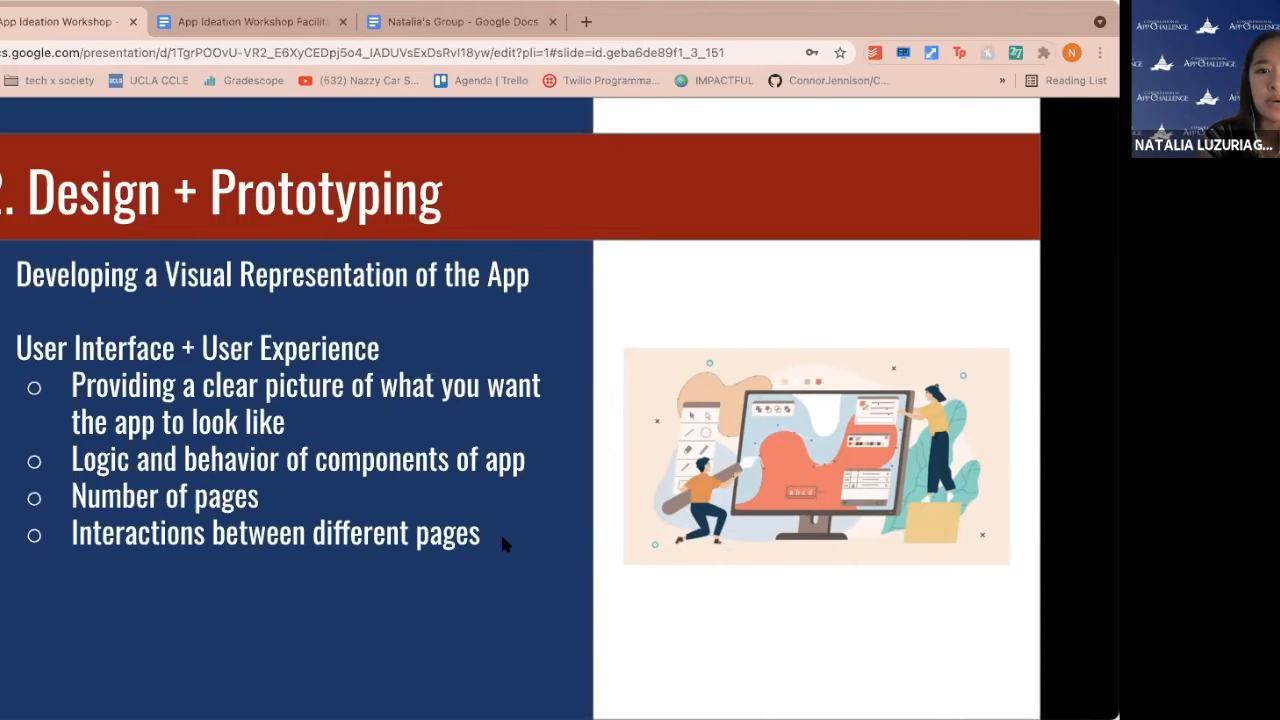 App Ideation Workshop -
App Ideation Workshop Facilit
Natalia's Group - Google Docs
cs.google.com/presentation/d/1TgrPOOvU-VR2_E6XyCEDpj5o4_IADUVsExDsRvI18yw/edit?pli=1#slide=id.geba6de89f1_3_151
tech x society
UCLA CCLE
Gradescope
(532) Nazzy Car S...
Agenda | Trello
Twilio Programma...
IMPACTFUL
ConnorJennison/C...
»
Reading List
2. Design + Prototyping
Developing a Visual Representation of the App
User Interface + User Experience
Providing a clear picture of what you want
the app to look like
Logic and behavior of components of app
Number of pages
Interactions between different pages
APP CHALLENGE
NATALIA LUZURIAG...